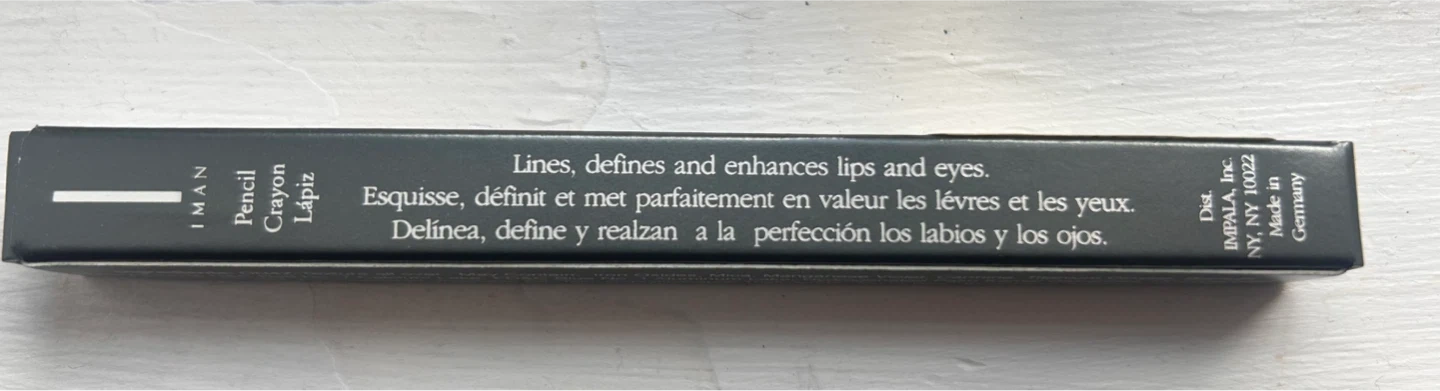 IMAN
Pencil
Crayon
Lápiz
Lines, defines and enhances lips and eyes.
Esquisse, définit et met parfaitement en valeur les lévres et les yeux.
Delínea, define y realzan a la perfección los labios y los ojos.
Dist.
IMPALA, Inc.
NY, NY 10022
Made in
Germany